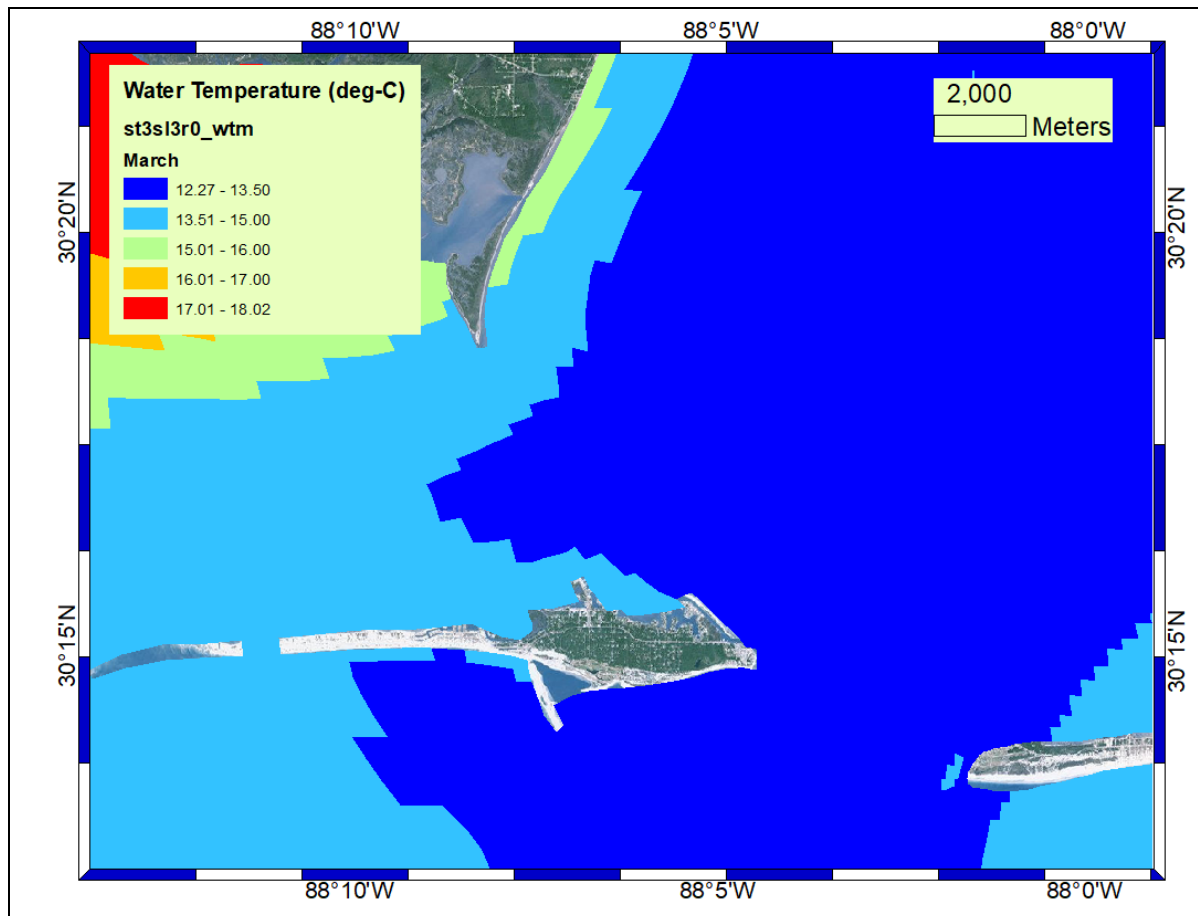 88°10'W 88°5'W 88°0'W
Water Temperature (deg-C)
st3sl3r0_wtm
March
12.27 - 13.50
13.51 - 15.00
15.01 - 16.00
16.01 - 17.00
17.01 - 18.02
2,000
Meters
30°20'N
30°20'N
30°15'N
30°15'N
88°10'W 88°5'W 88°0'W